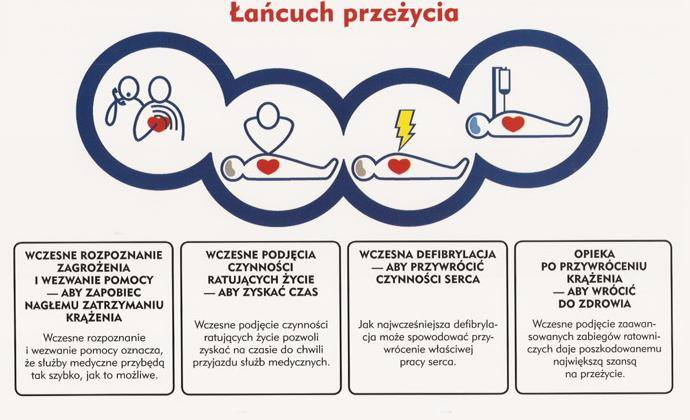 Łańcuch przeżycia
WCZESNE ROZPOZNANIE
ZAGROŻENIA
I WEZWANIE POMOCY
— ABY ZAPOBIEC
NAGŁEMU ZATRZYMANIU
KRĄŻENIA
Wczesne rozpoznanie
i wezwanie pomocy oznacza,
że służby medyczne przybędą
tak szybko, jak to możliwe.
WCZESNE PODJĘCIA
CZYNNOŚCI
RATUJĄCYCH ŻYCIE
— ABY ZYSKAĆ CZAS
Wczesne podjęcie czynności
ratujących życie pozwoli
zyskać na czasie do chwili
przyjazdu służb medycznych.
WCZESNA DEFIBRYLACJA
— ABY PRZYWRÓCIĆ
CZYNNOŚCI SERCA
Jak najwcześniejsza defibryla-
cja może spowodować przy-
wrócenie właściwej
pracy serca.
OPIEKA
PO PRZYWRÓCENIU
KRĄŻENIA
— ABY WRÓCIĆ
DO ZDROWIA
Wczesne podjęcie zaawan-
sowanych zabiegów ratowni-
czych daje poszkodowanemu
największą szansą
na przeżycie.